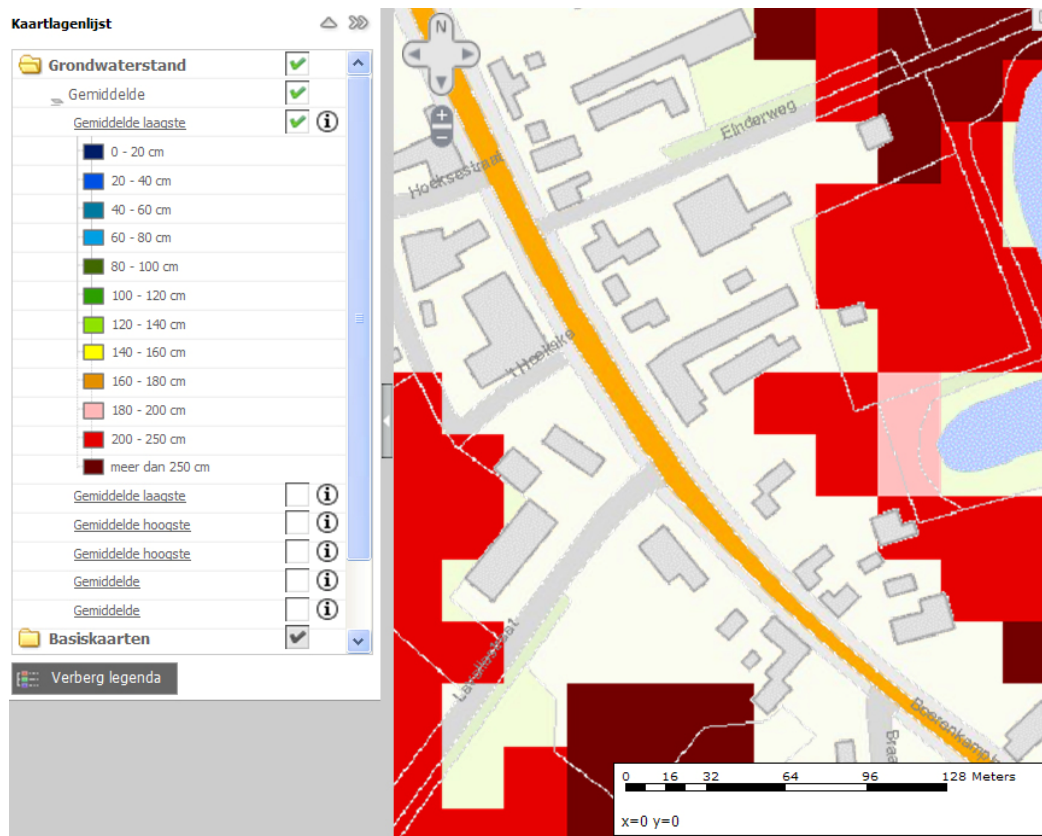 Kaartlagenlijst
Grondwaterstand
Gemiddelde
Gemiddelde laagste
0 - 20 cm
20 - 40 cm
40 - 60 cm
60 - 80 cm
80 - 100 cm
100 - 120 cm
120 - 140 cm
140 - 160 cm
160 - 180 cm
180 - 200 cm
200 - 250 cm
meer dan 250 cm
Gemiddelde laagste
Gemiddelde hoogste
Gemiddelde hoogste
Gemiddelde
Gemiddelde
Basiskaarten
Verberg legenda
N
Einderweg
Hoeksestraat
't Hoekske
Braa
0 16 32 64 96 128 Meters
x=0 y=0